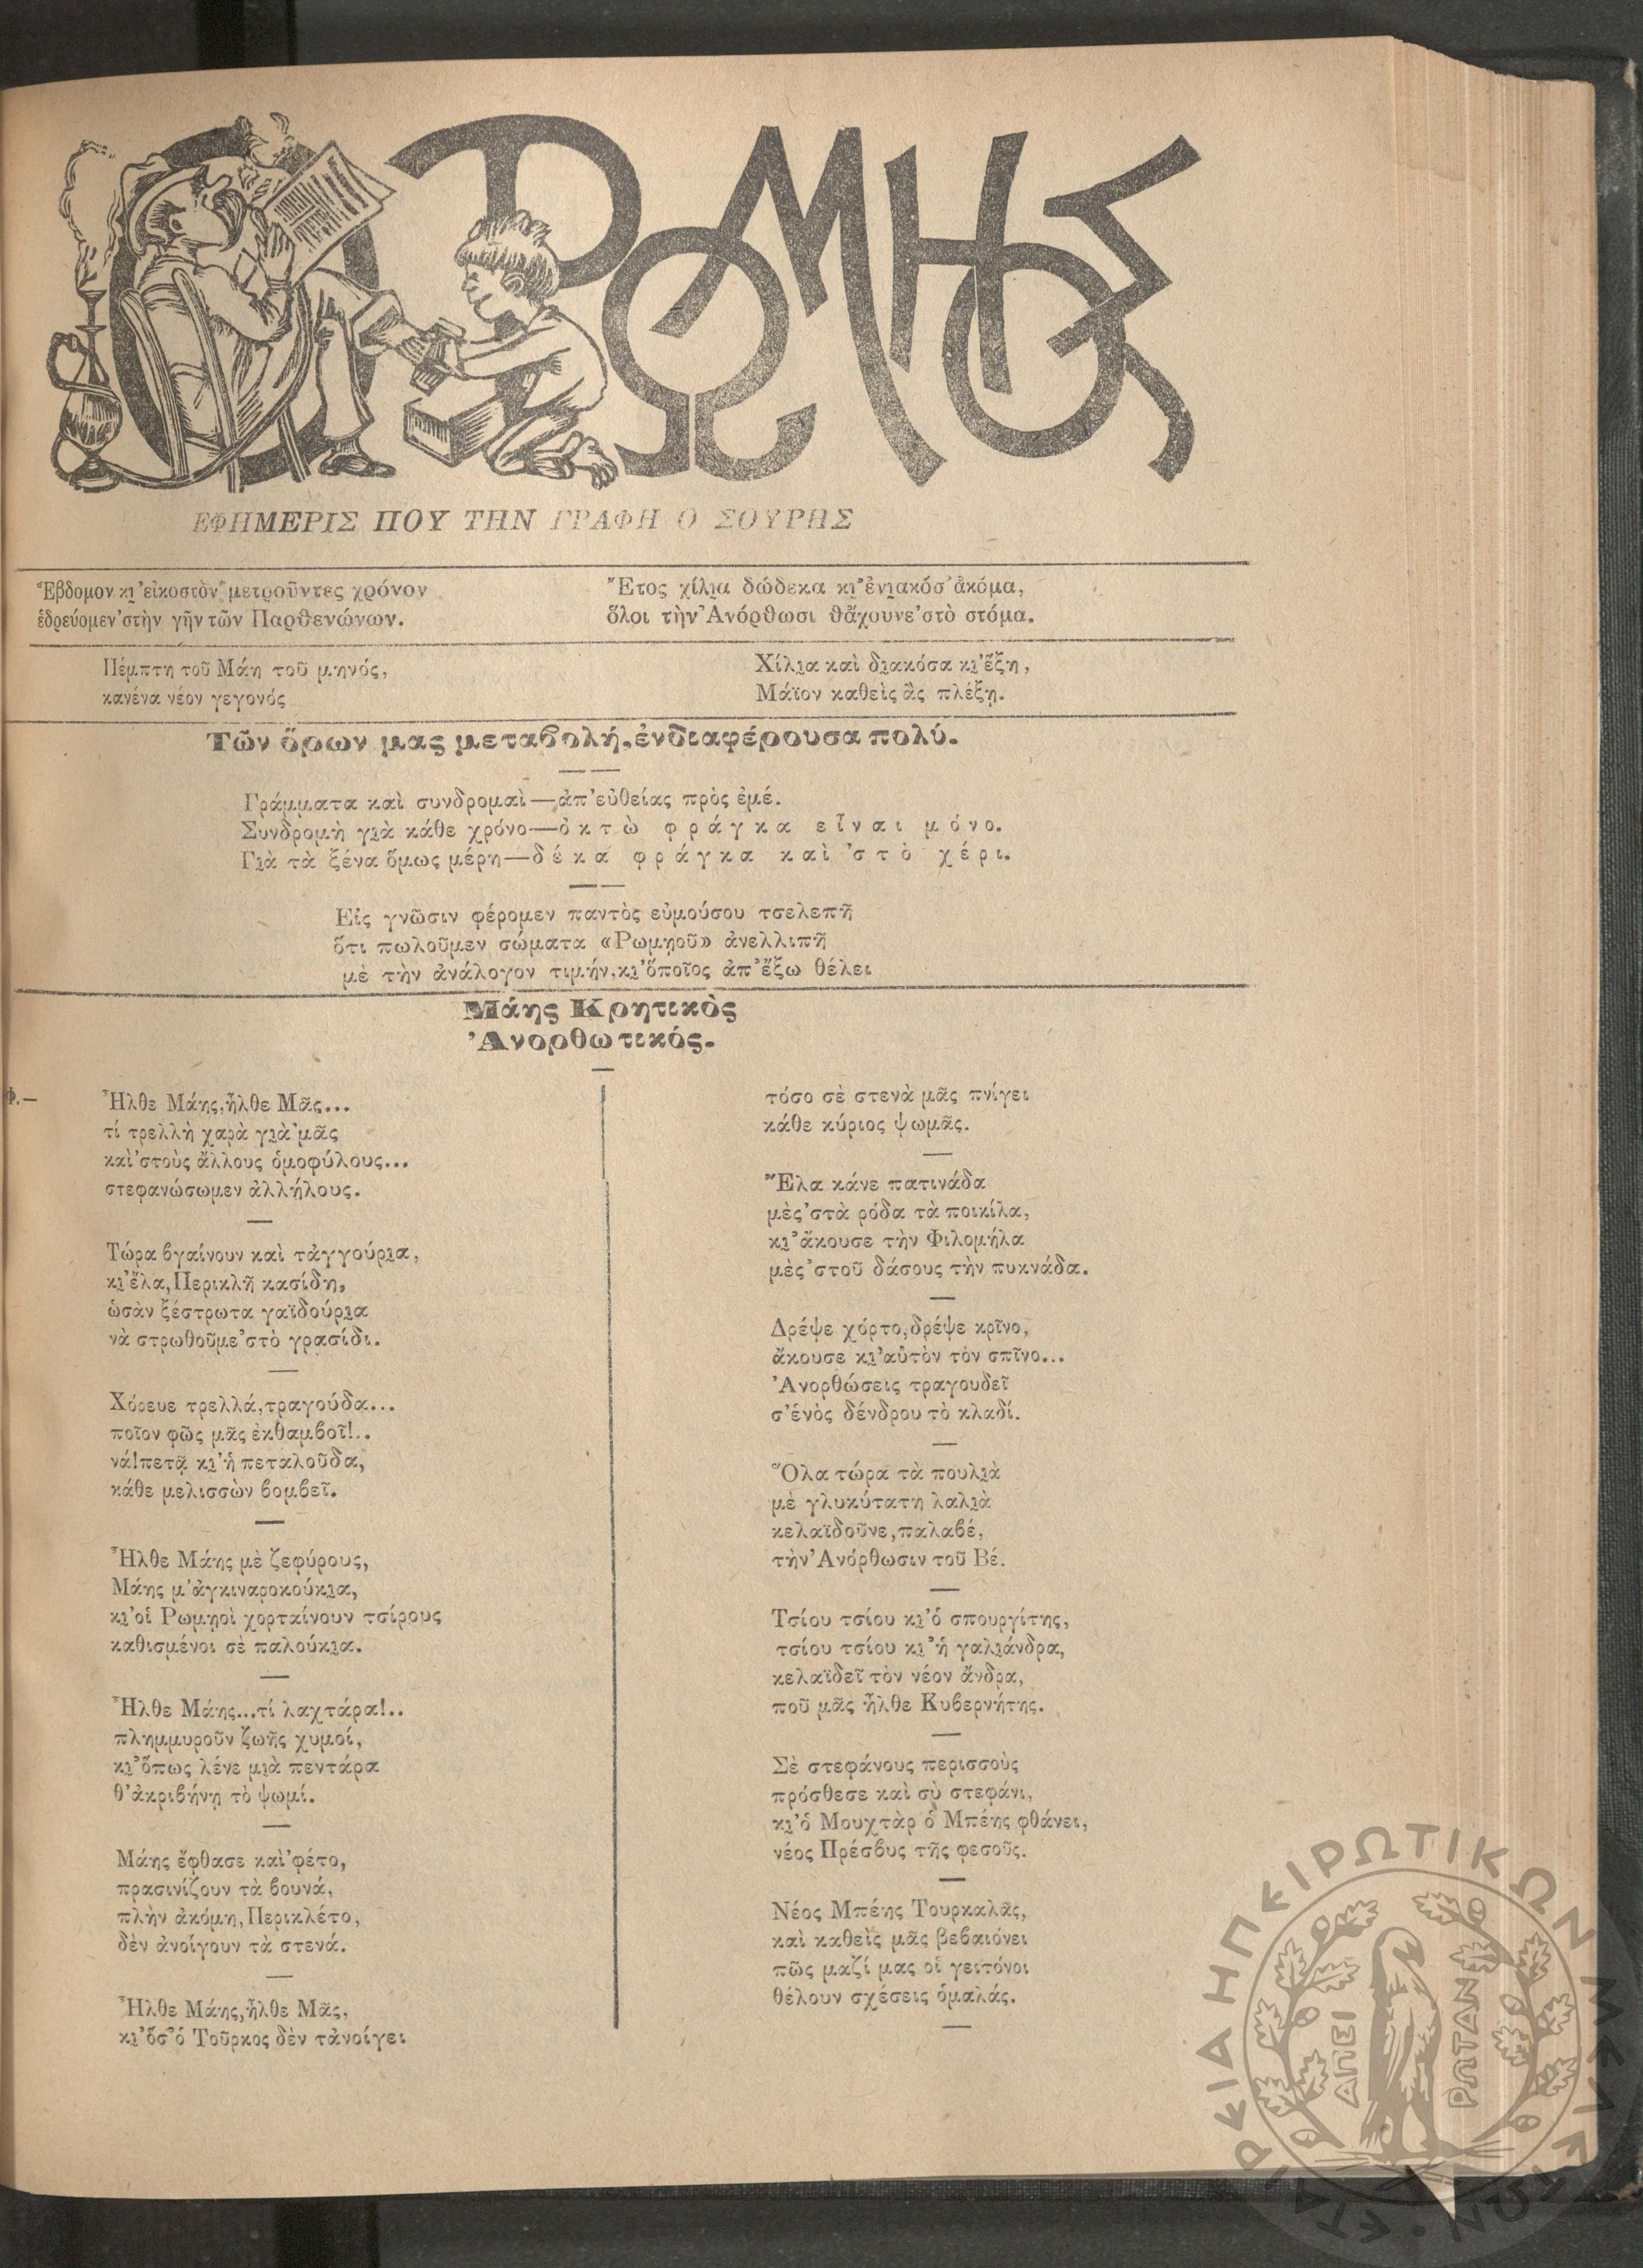 Ο ΡΩΜΗΟΣ
ΕΦΗΜΕΡΙΣ ΠΟΥ ΤΗΝ ΓΡΑΦΗ Ο ΣΟΥΡΗΣ
Ἕβδομον κι’ εἰκοστὸν μετροῦντες χρόνον
ἑδρεύομεν ’στὴν γῆν τῶν Παρθενώνων.
Ἔτος χίλια δώδεκα κι’ ἐνιακόσ’ ἀκόμα,
ὅλοι τὴν Ἀνόρθωσι θἄχουνε ’στὸ στόμα.
Πέμπτη τοῦ Μάη τοῦ μηνός,
κανένα νέον γεγονός
Χίλια καὶ διακόσα κι’ ἕξη,
Μάϊον καθεὶς ἂς πλέξῃ.
Τῶν ὅρων μας μεταβολή, ἐνδιαφέρουσα πολύ.
Γράμματα καὶ συνδρομαὶ—ἀπ’ εὐθείας πρὸς ἐμέ.
Συνδρομὴ γιὰ κάθε χρόνο—ὀκτὼ φράγκα εἶναι μόνο.
Γιὰ τὰ ξένα ὅμως μέρη—δέκα φράγκα καὶ ’στὸ χέρι.
Εἰς γνῶσιν φέρομεν παντὸς εὐμούσου τσελεπῆ
ὅτι πωλοῦμεν σώματα «Ρωμηοῦ» ἀνελλιπῆ
μὲ τὴν ἀνάλογον τιμήν, κι’ ὅποῖος ἀπ’ ἔξω θέλει
Μάης Κρητικὸς
Ἀνορθωτικός.
Φ.—
Ἦλθε Μάης, ἦλθε Μᾶς...
τί τρελλὴ χαρὰ γιὰ μᾶς
καὶ ’στοὺς ἄλλους ὁμοφύλους...
στεφανώσωμεν ἀλλήλους.
Τώρα βγαίνουν καὶ τἀγγούρια,
κι’ ἔλα, Περικλῆ κασίδη,
ὡσὰν ξέστρωτα γαϊδούρια
νὰ στρωθοῦμε ’στὸ γρασίδι.
Χόρευε τρελλά, τραγούδα...
ποῖον φῶς μᾶς ἐκθαμβοῖ!..
νά! πετᾷ κι’ ἡ πεταλοῦδα,
κάθε μελισσὼν βομβεῖ.
Ἦλθε Μάης μὲ ζεφύρους,
Μάης μ’ ἀγκιναροκούκια,
κι’ οἱ Ρωμηοὶ χορταίνουν τσίρους
καθισμένοι σὲ παλούκια.
Ἦλθε Μάης... τί λαχτάρα!..
πλημμυροῦν ζωῆς χυμοί,
κι’ ὅπως λένε μιὰ πεντάρα
θ’ ἀκριβήνῃ τὸ ψωμί.
Μάης ἔφθασε καὶ ’φέτο,
πρασινίζουν τὰ βουνά,
πλὴν ἀκόμη, Περικλέτο,
δὲν ἀνοίγουν τὰ στενά.
Ἦλθε Μάης, ἦλθε Μᾶς,
κι’ ὅσ’ ὁ Τοῦρκος δὲν τἀνοίγει
τόσο σὲ στενὰ μᾶς πνίγει
κάθε κύριος ψωμᾶς.
Ἔλα κάνε πατινάδα
μὲς ’στὰ ρόδα τὰ ποικίλα,
κι’ ἄκουσε τὴν Φιλομήλα
μὲς ’στοῦ δάσους τὴν πυκνάδα.
Δρέψε χόρτο, δρέψε κρῖνο,
ἄκουσε κι’ αὐτὸν τὸν σπῖνο...
Ἀνορθώσεις τραγουδεῖ
σ’ ἑνὸς δένδρου τὸ κλαδί.
Ὅλα τώρα τὰ πουλιὰ
μὲ γλυκύτατη λαλιὰ
κελαϊδοῦνε, παλαβέ,
τὴν Ἀνόρθωσιν τοῦ Βέ.
Τσίου τσίου κι’ ὁ σπουργίτης,
τσίου τσίου κι’ ἡ γαλιάνδρα,
κελαϊδεῖ τὸν νέον ἄνδρα,
ποῦ μᾶς ἦλθε Κυβερνήτης.
Σὲ στεφάνους περισσοὺς
πρόσθεσε καὶ σὺ στεφάνι,
κι’ ὁ Μουχτὰρ ὁ Μπέης φθάνει,
νέος Πρέσβυς τῆς φεσοῦς.
Νέος Μπέης Τουρκαλᾶς,
καὶ καθεὶς μᾶς βεβαιόνει
πῶς μαζί μας οἱ γειτόνοι
θέλουν σχέσεις ὁμαλάς.
ΕΤΑΙΡΕΙΑ ΗΠΕΙΡΩΤΙΚΩΝ ΜΕΛΕΤΩΝ
ΑΠΕΙ ΡΩΤΑΝ